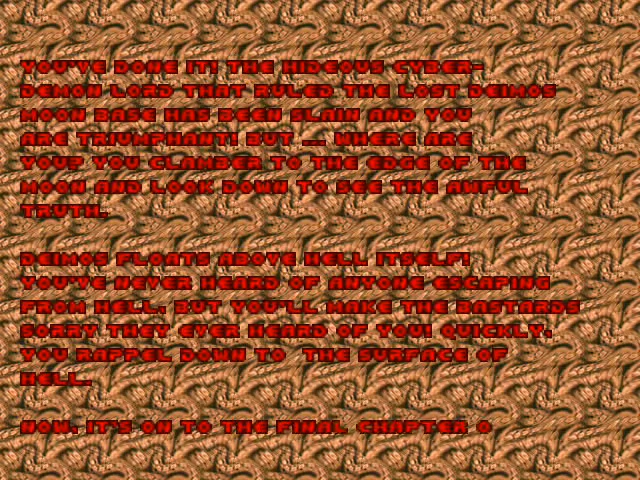 YOU'VE DONE IT! THE HIDEOUS CYBER-
DEMON LORD THAT RULED THE LOST DEIMOS
MOON BASE HAS BEEN SLAIN AND YOU
ARE TRIUMPHANT! BUT ... WHERE ARE
YOU? YOU CLAMBER TO THE EDGE OF THE
MOON AND LOOK DOWN TO SEE THE AWFUL
TRUTH.

DEIMOS FLOATS ABOVE HELL ITSELF!
YOU'VE NEVER HEARD OF ANYONE ESCAPING
FROM HELL, BUT YOU'LL MAKE THE BASTARDS
SORRY THEY EVER HEARD OF YOU! QUICKLY,
YOU RAPPEL DOWN TO  THE SURFACE OF
HELL.

NOW, IT'S ON TO THE FINAL CHAPTER O